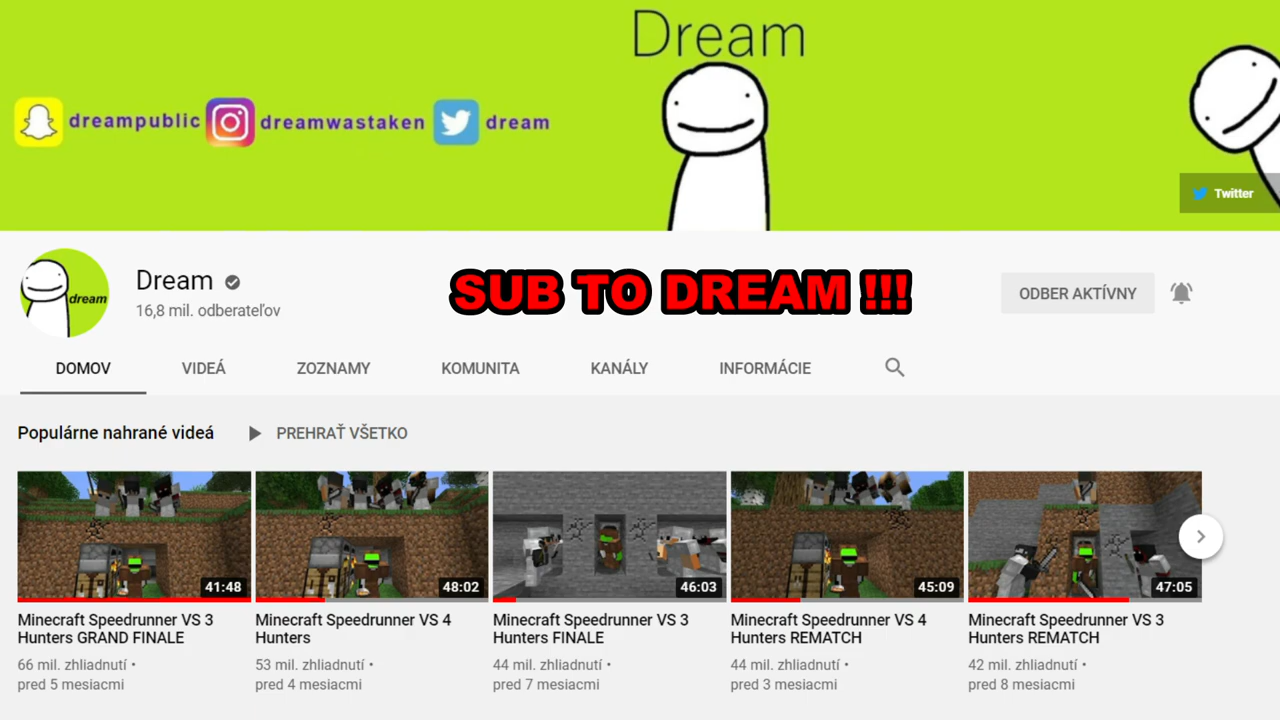 Dream
dreampublic dreamwastaken dream
Twitter
dream
Dream
16,8 mil. odberateľov
SUB TO DREAM !!!
ODBER AKTÍVNY
DOMOV VIDEÁ ZOZNAMY KOMUNITA KANÁLY INFORMÁCIE
Populárne nahrané videá PREHRAŤ VŠETKO
41:48
Minecraft Speedrunner VS 3
Hunters GRAND FINALE
66 mil. zhliadnutí •
pred 5 mesiacmi
48:02
Minecraft Speedrunner VS 4
Hunters
53 mil. zhliadnutí •
pred 4 mesiacmi
46:03
Minecraft Speedrunner VS 3
Hunters FINALE
44 mil. zhliadnutí •
pred 7 mesiacmi
45:09
Minecraft Speedrunner VS 4
Hunters REMATCH
44 mil. zhliadnutí •
pred 3 mesiacmi
47:05
Minecraft Speedrunner VS 3
Hunters REMATCH
42 mil. zhliadnutí •
pred 8 mesiacmi